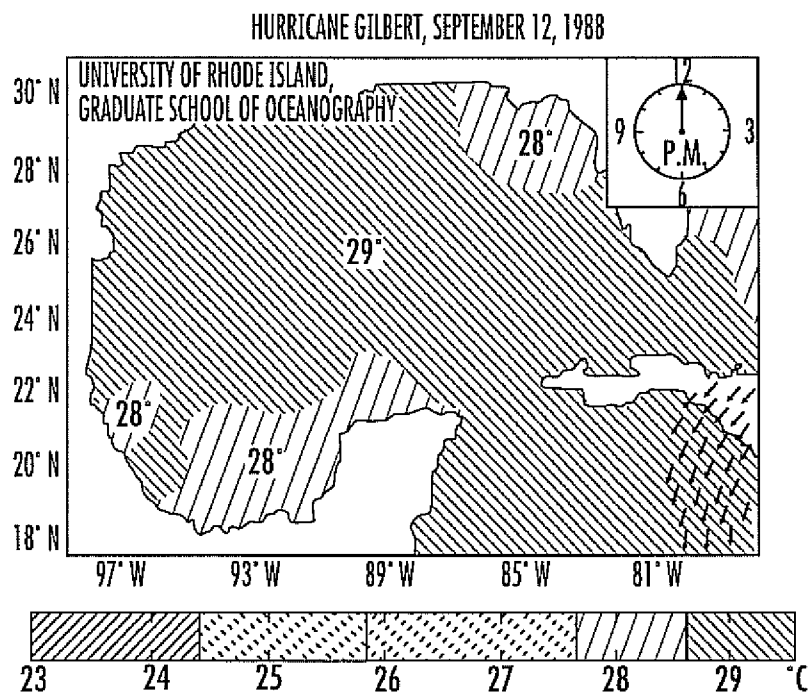 HURRICANE GILBERT, SEPTEMBER 12, 1988
UNIVERSITY OF RHODE ISLAND,
GRADUATE SCHOOL OF OCEANOGRAPHY
12
9 3
P.M.
6
30° N
28° N
26° N
24° N
22° N
20° N
18° N
28°
29°
28°
28°
97° W 93° W 89° W 85° W 81° W
23 24 25 26 27 28 29 °C